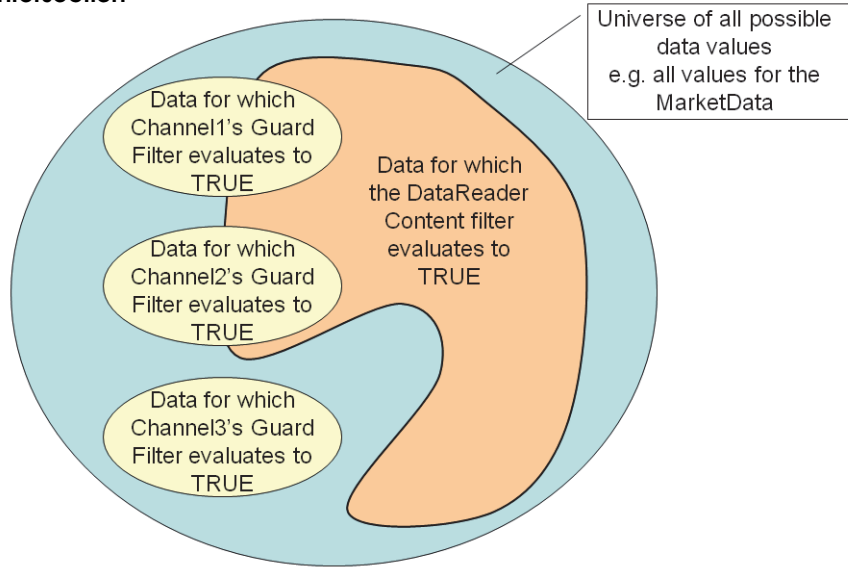 Universe of all possible
data values
e.g. all values for the
MarketData
Data for which
Channel1's Guard
Filter evaluates to
TRUE
Data for which
the DataReader
Content filter
evaluates to
TRUE
Data for which
Channel2's Guard
Filter evaluates to
TRUE
Data for which
Channel3's Guard
Filter evaluates to
TRUE